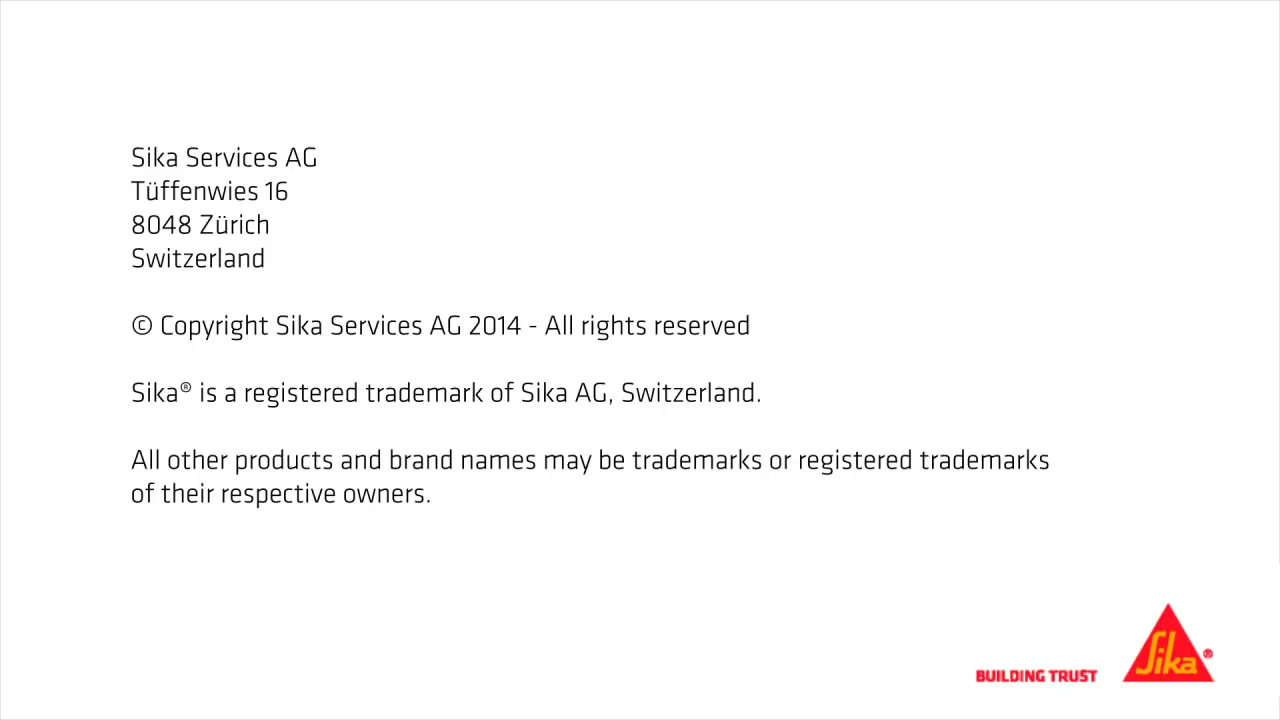 Sika Services AG
Tüffenwies 16
8048 Zürich
Switzerland
© Copyright Sika Services AG 2014 - All rights reserved
Sika® is a registered trademark of Sika AG, Switzerland.
All other products and brand names may be trademarks or registered trademarks
of their respective owners.
BUILDING TRUST
Sika®